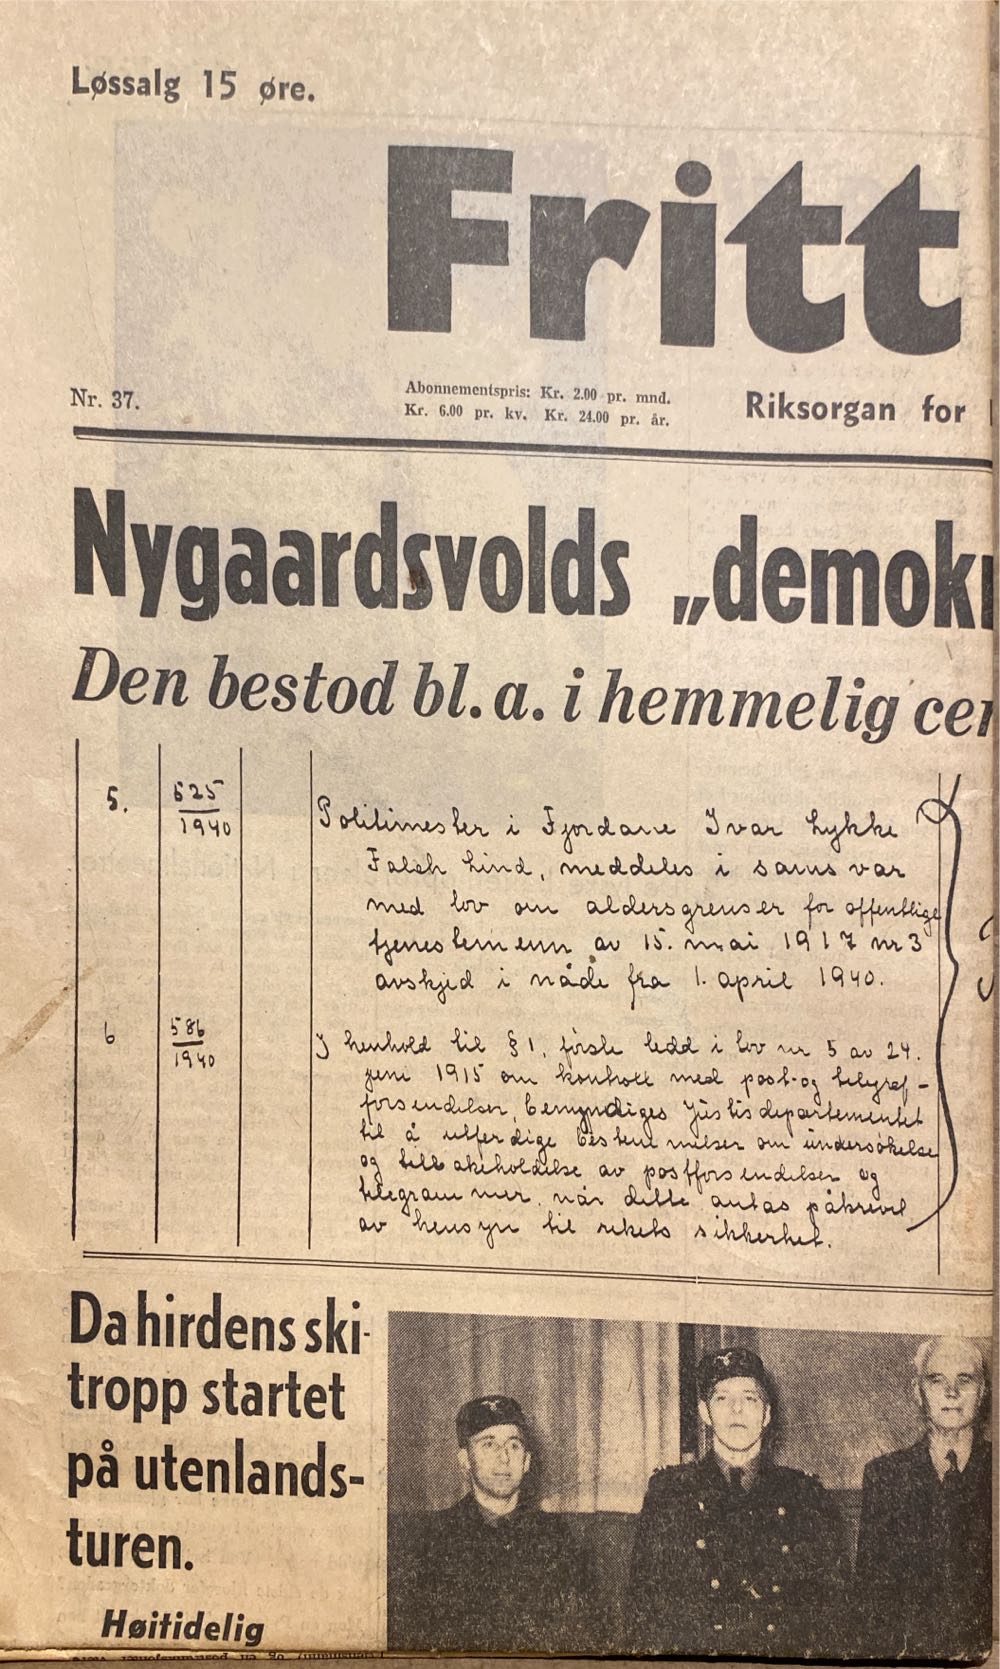 Løssalg 15 øre.
Fritt
Nr. 37.
Abonnementspris: Kr. 2.00 pr. mnd.
Kr. 6.00 pr. kv. Kr. 24.00 pr. år.
Riksorgan for
Nygaardsvolds „demok
Den bestod bl. a. i hemmelig cen
5. 525/1940 Politimester i Fjordane Ivar Lykke
Falch Lind, meddeles i samsvar
med lov om aldersgrenser for offentlige
tjenestemenn av 15. mai 1917 nr 3
avskjed i nåde fra 1. april 1940.
6 586/1940 I henhold til § 1, første ledd i lov nr 5 av 24.
juni 1915 om kontroll med post- og telegraf-
forsendelser, bemyndiges Justisdepartementet
til å utferdige bestemmelser om undersøkelse
og tilbakeholdelse av postforsendelser og
telegrammer, når dette antas påkrevet
av hensyn til rikets sikkerhet.
Da hirdens ski-
tropp startet
på utenlands-
turen.
Høitidelig